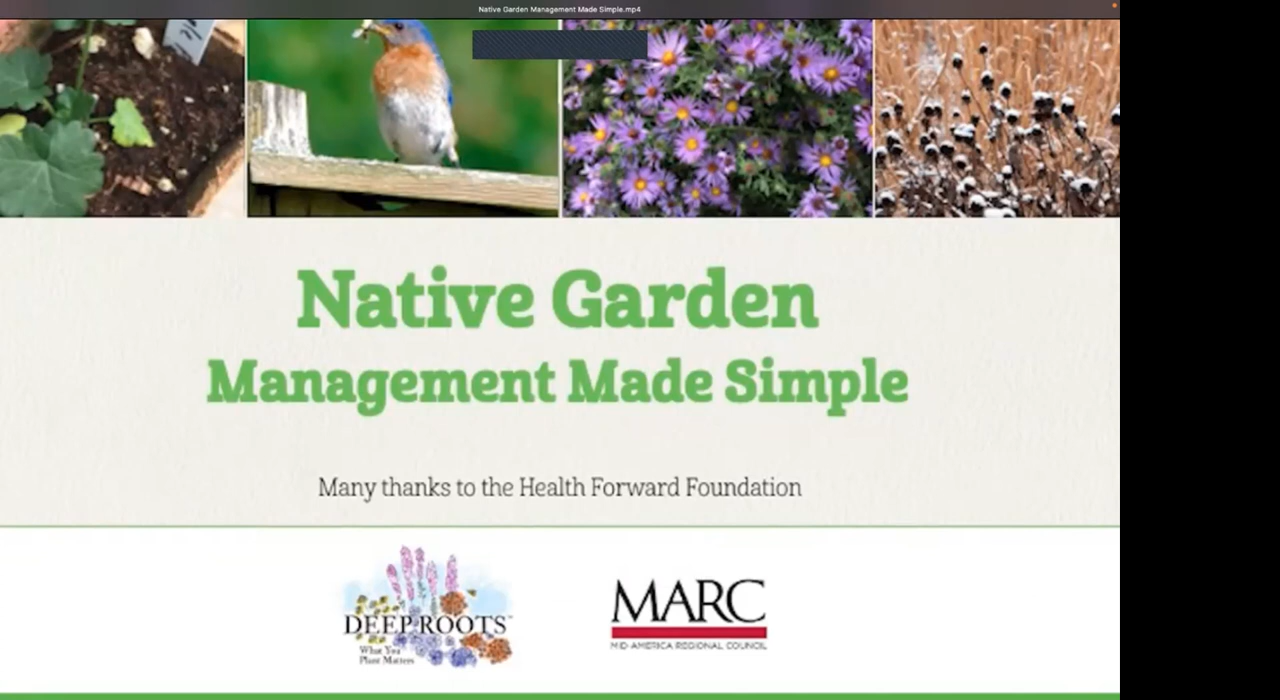 Native Garden Management Made Simple.mp4
Native Garden
Management Made Simple
Many thanks to the Health Forward Foundation
DEEP ROOTS
What You
Plant Matters
MARC
MID-AMERICA REGIONAL COUNCIL